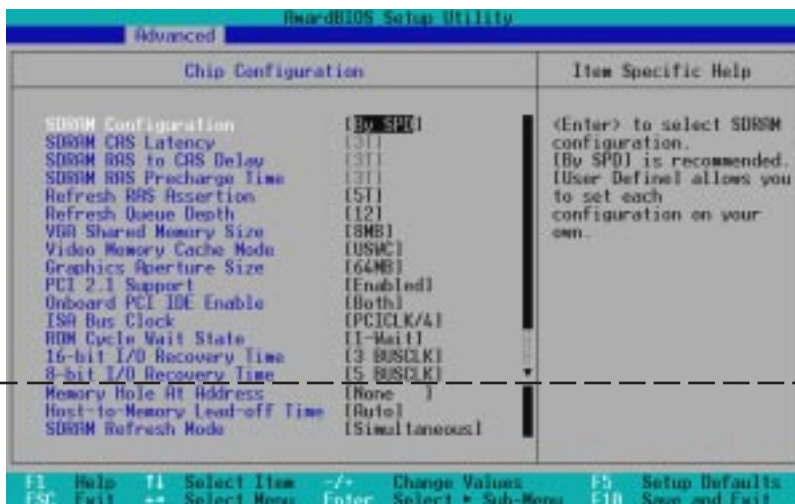 AwardBIOS Setup Utility
Advanced
Chip Configuration
Item Specific Help
SDRAM Configuration [By SPD]
SDRAM CAS Latency [3T]
SDRAM RAS to CAS Delay [3T]
SDRAM RAS Precharge Time [3T]
Refresh RAS Assertion [5T]
Refresh Queue Depth [12]
VGA Shared Memory Size [8MB]
Video Memory Cache Mode [USWC]
Graphics Aperture Size [64MB]
PCI 2.1 Support [Enabled]
Onboard PCI IDE Enable [Both]
ISA Bus Clock [PCICLK/4]
ROM Cycle Wait State [1-Wait]
16-bit I/O Recovery Time [3 BUSCLK]
8-bit I/O Recovery Time [5 BUSCLK]
Memory Hole At Address [None ]
Host-to-Memory Lead-off Time [Auto]
SDRAM Refresh Mode [Simultaneous]
<Enter> to select SDRAM
configuration.
[By SPD] is recommended.
[User Define] allows you
to set each
configuration on your
own.
F1 Help ↑↓ Select Item -/+ Change Values F5 Setup Defaults
ESC Exit ←→ Select Menu Enter Select ► Sub-Menu F10 Save and Exit